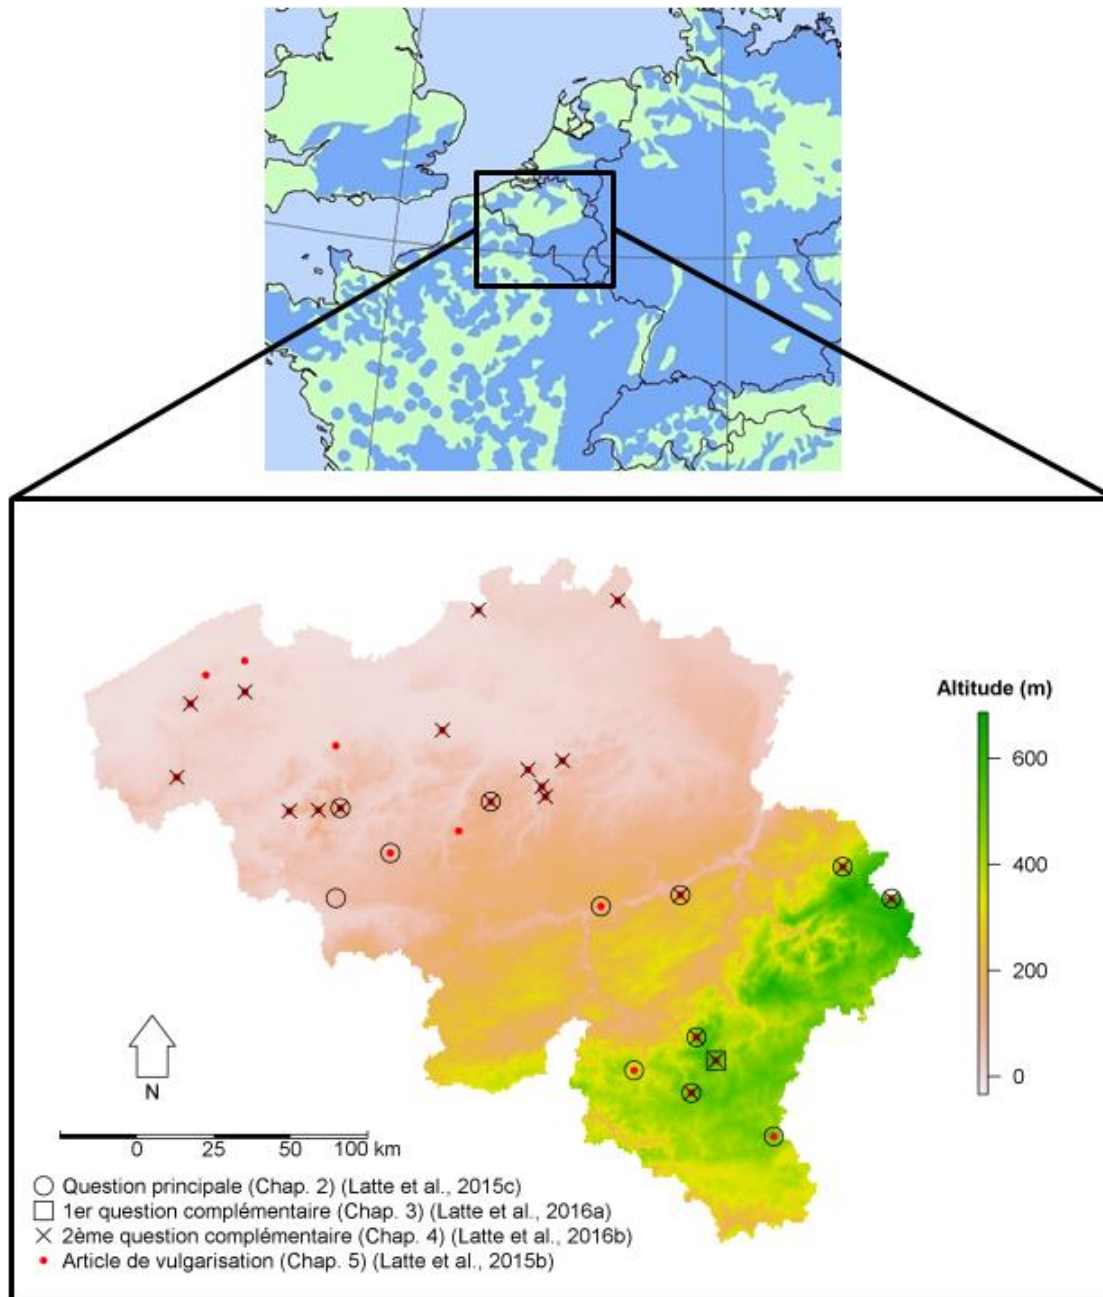 Altitude (m)
600
400
200
0
N
0 25 50 100 km
Question principale (Chap. 2) (Latte et al., 2015c)
1er question complémentaire (Chap. 3) (Latte et al., 2016a)
2ème question complémentaire (Chap. 4) (Latte et al., 2016b)
Article de vulgarisation (Chap. 5) (Latte et al., 2015b)